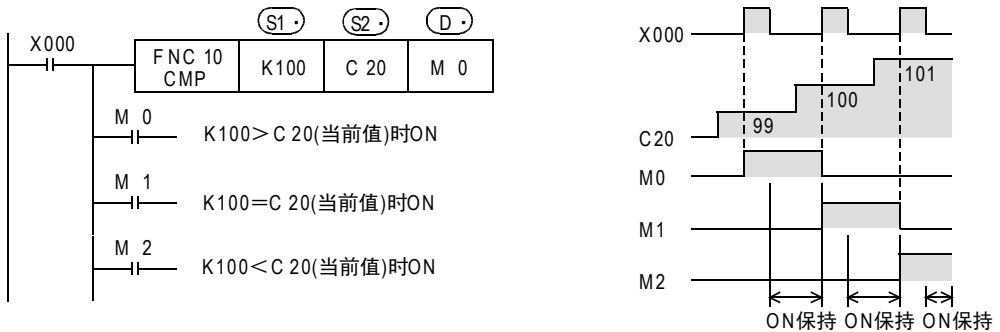 S1· S2· D·
X000
FNC 10 CMP K100 C 20 M 0
M 0
K100＞C 20(当前值)时ON
M 1
K100＝C 20(当前值)时ON
M 2
K100＜C 20(当前值)时ON
X000
C20
99
100
101
M0
M1
M2
ON保持 ON保持 ON保持